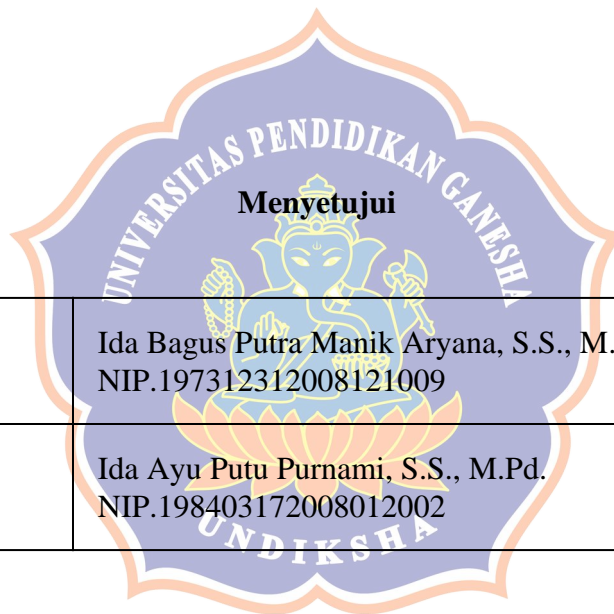 UNIVERSITAS PENDIDIKAN GANESHA
Menyetujui
Ida Bagus Putra Manik Aryana, S.S., M.
NIP.197312312008121009
Ida Ayu Putu Purnami, S.S., M.Pd.
NIP.198403172008012002
UNDIKSHA